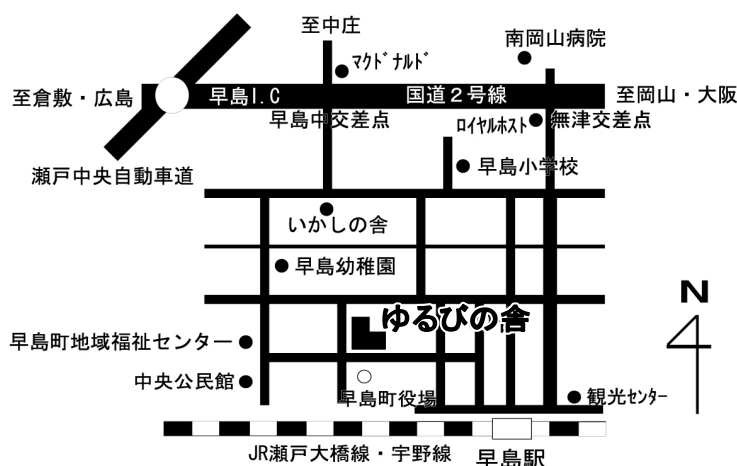 至中庄
南岡山病院
ﾏｸﾄﾞﾅﾙﾄﾞ
至倉敷・広島
早島I.C
国道2号線
至岡山・大阪
早島中交差点
ﾛｲﾔﾙﾎｽﾄ
無津交差点
瀬戸中央自動車道
早島小学校
いかしの舎
早島幼稚園
N
ゆるびの舎
早島町地域福祉センター
中央公民館
早島町役場
観光ｾﾝﾀｰ
JR瀬戸大橋線・宇野線
早島駅